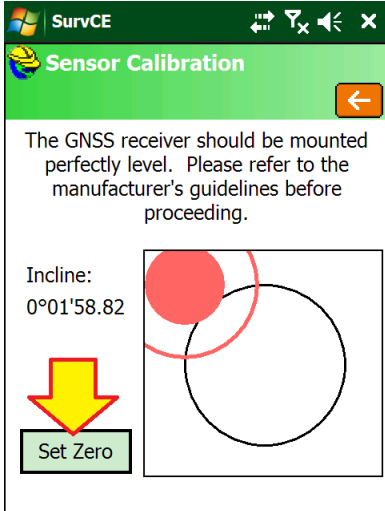 SurvCE
Sensor Calibration
The GNSS receiver should be mounted
perfectly level. Please refer to the
manufacturer's guidelines before
proceeding.
Incline:
0°01'58.82
Set Zero